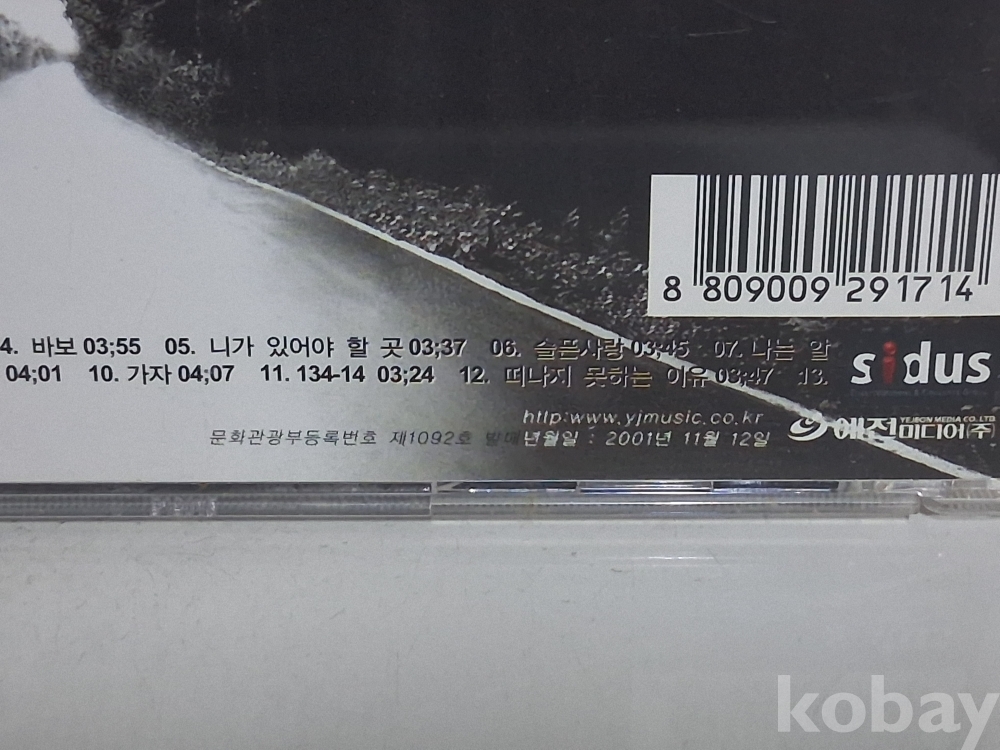 8 809009 291714
4. 바보 03;55 05. 니가 있어야 할 곳 03;37 06. 슬픈사랑 03;45 07. 나는 알
04;01 10. 가자 04;07 11. 134-14 03;24 12. 떠나지 못하는 이유 03;47 13.
sidus
http:www.yjmusic.co.kr
문화관광부등록번호 제1092호 발매년월일 : 2001년 11월 12일
예전미디어(주)
YEJEON MEDIA CO.,LTD
kobay